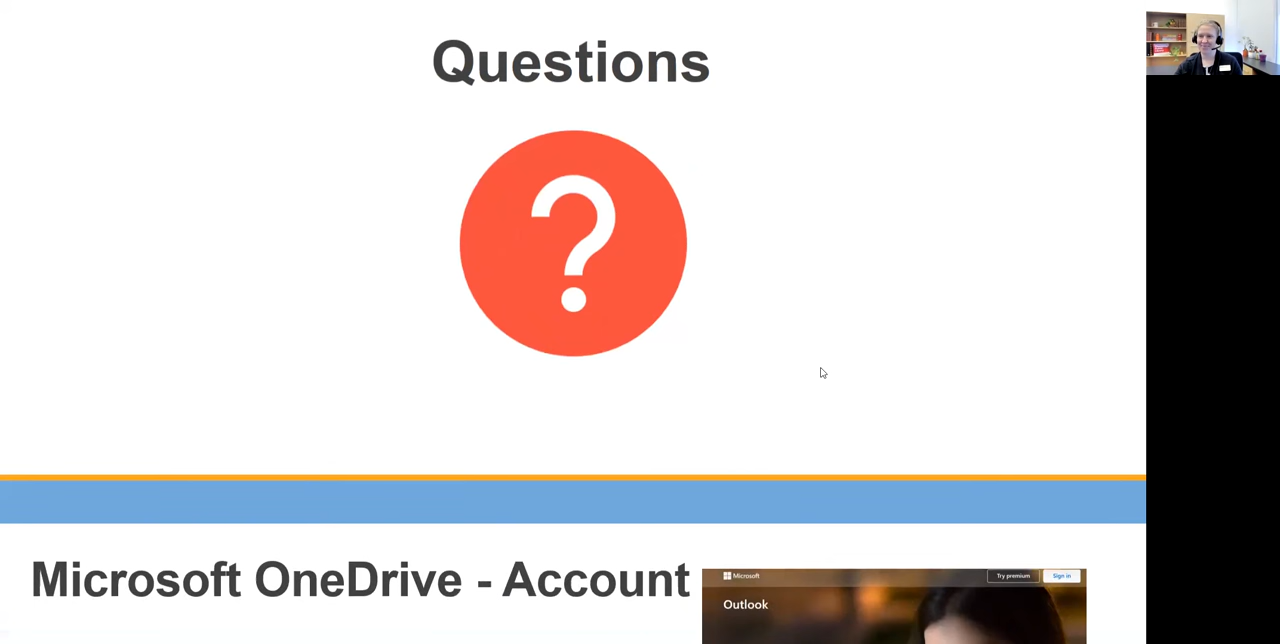 Questions
?
Microsoft OneDrive - Account
Microsoft
Try premium
Sign in
Outlook